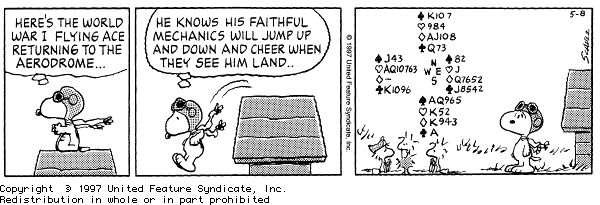 HERE'S THE WORLD
WAR I FLYING ACE
RETURNING TO THE
AERODROME...
HE KNOWS HIS FAITHFUL
MECHANICS WILL JUMP UP
AND DOWN AND CHEER WHEN
THEY SEE HIM LAND..
© 1997 United Feature Syndicate, Inc.
♠K107
♡984
♢AJ108
♣Q73
♠J43
♡AQ10763
♢–
♣K1096
N
W E
S
♠82
♡J
♢Q7652
♣J8542
♠AQ965
♡K52
♢K943
♣A
5-8
Schulz
Copyright © 1997 United Feature Syndicate, Inc.
Redistribution in whole or in part prohibited